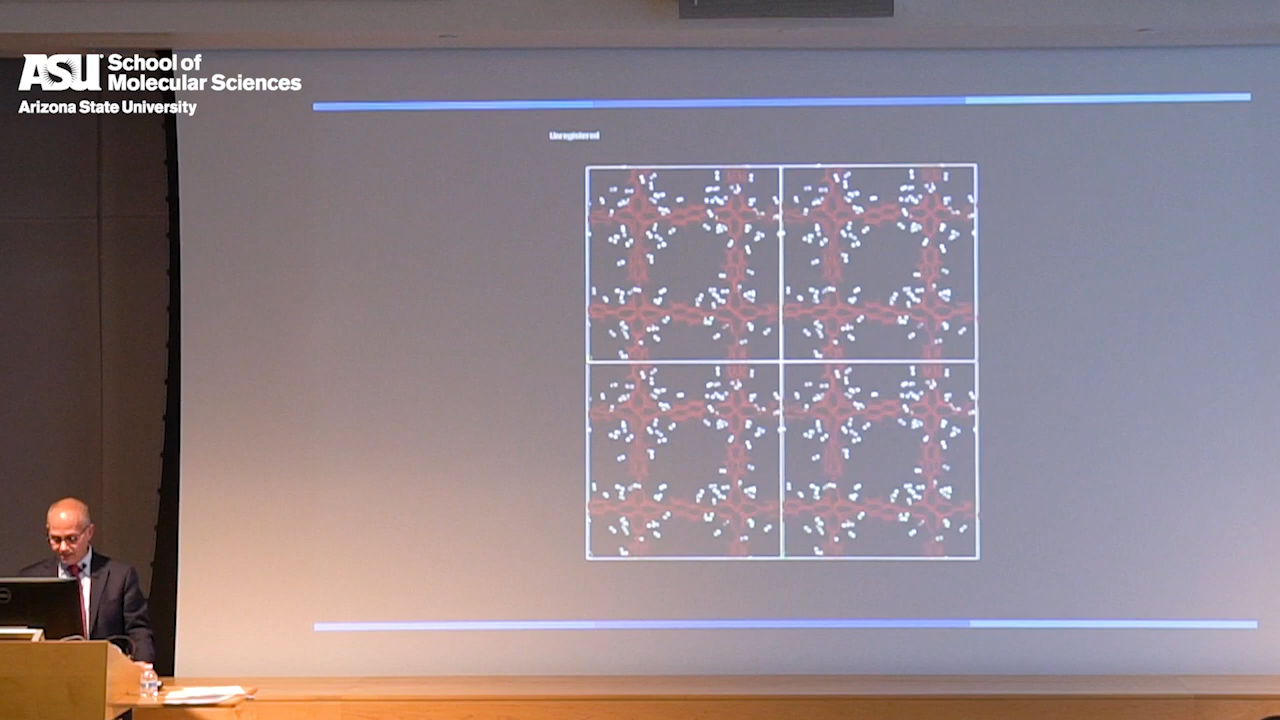 ASU School of
Molecular Sciences
Arizona State University
Unregistered